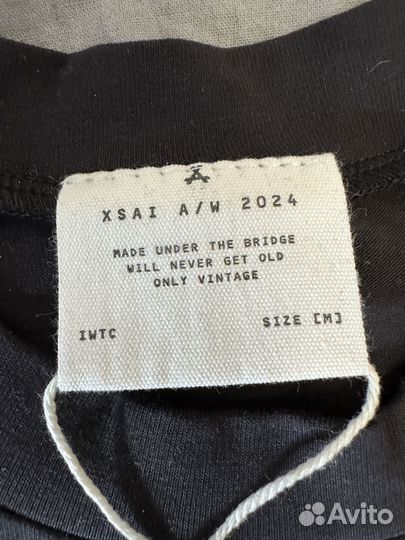 XSAI A/W 2024
MADE UNDER THE BRIDGE
WILL NEVER GET OLD
ONLY VINTAGE
IWTC SIZE [M]
Avito